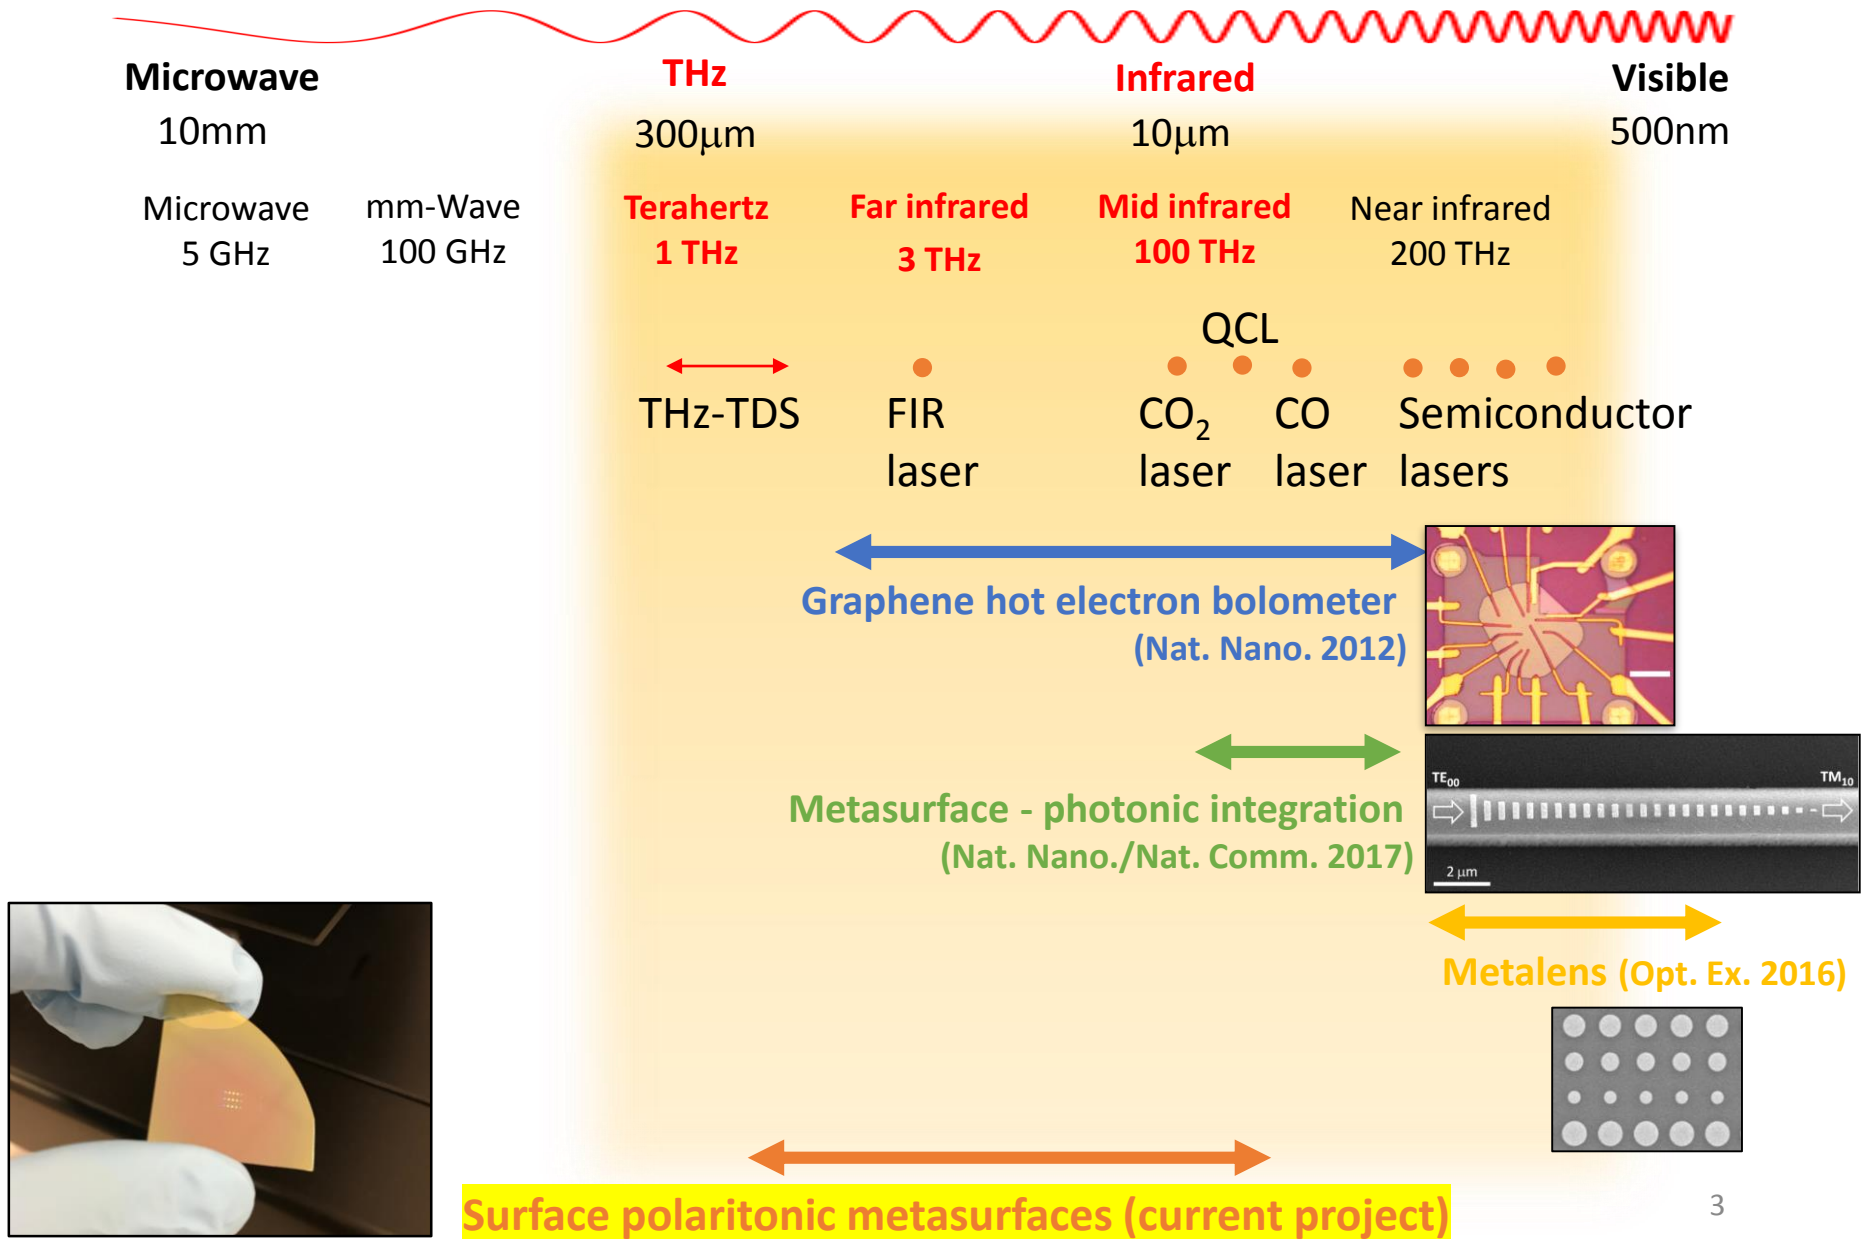 Microwave THz Infrared Visible
10mm 300μm 10μm 500nm
Microwave mm-Wave Terahertz Far infrared Mid infrared Near infrared
5 GHz 100 GHz 1 THz 3 THz 100 THz 200 THz
QCL
THz-TDS FIR CO2 CO Semiconductor
laser laser laser lasers
Graphene hot electron bolometer
(Nat. Nano. 2012)
TE00 TM10
Metasurface - photonic integration
(Nat. Nano./Nat. Comm. 2017)
2 μm
Metalens (Opt. Ex. 2016)
Surface polaritonic metasurfaces (current project)
3